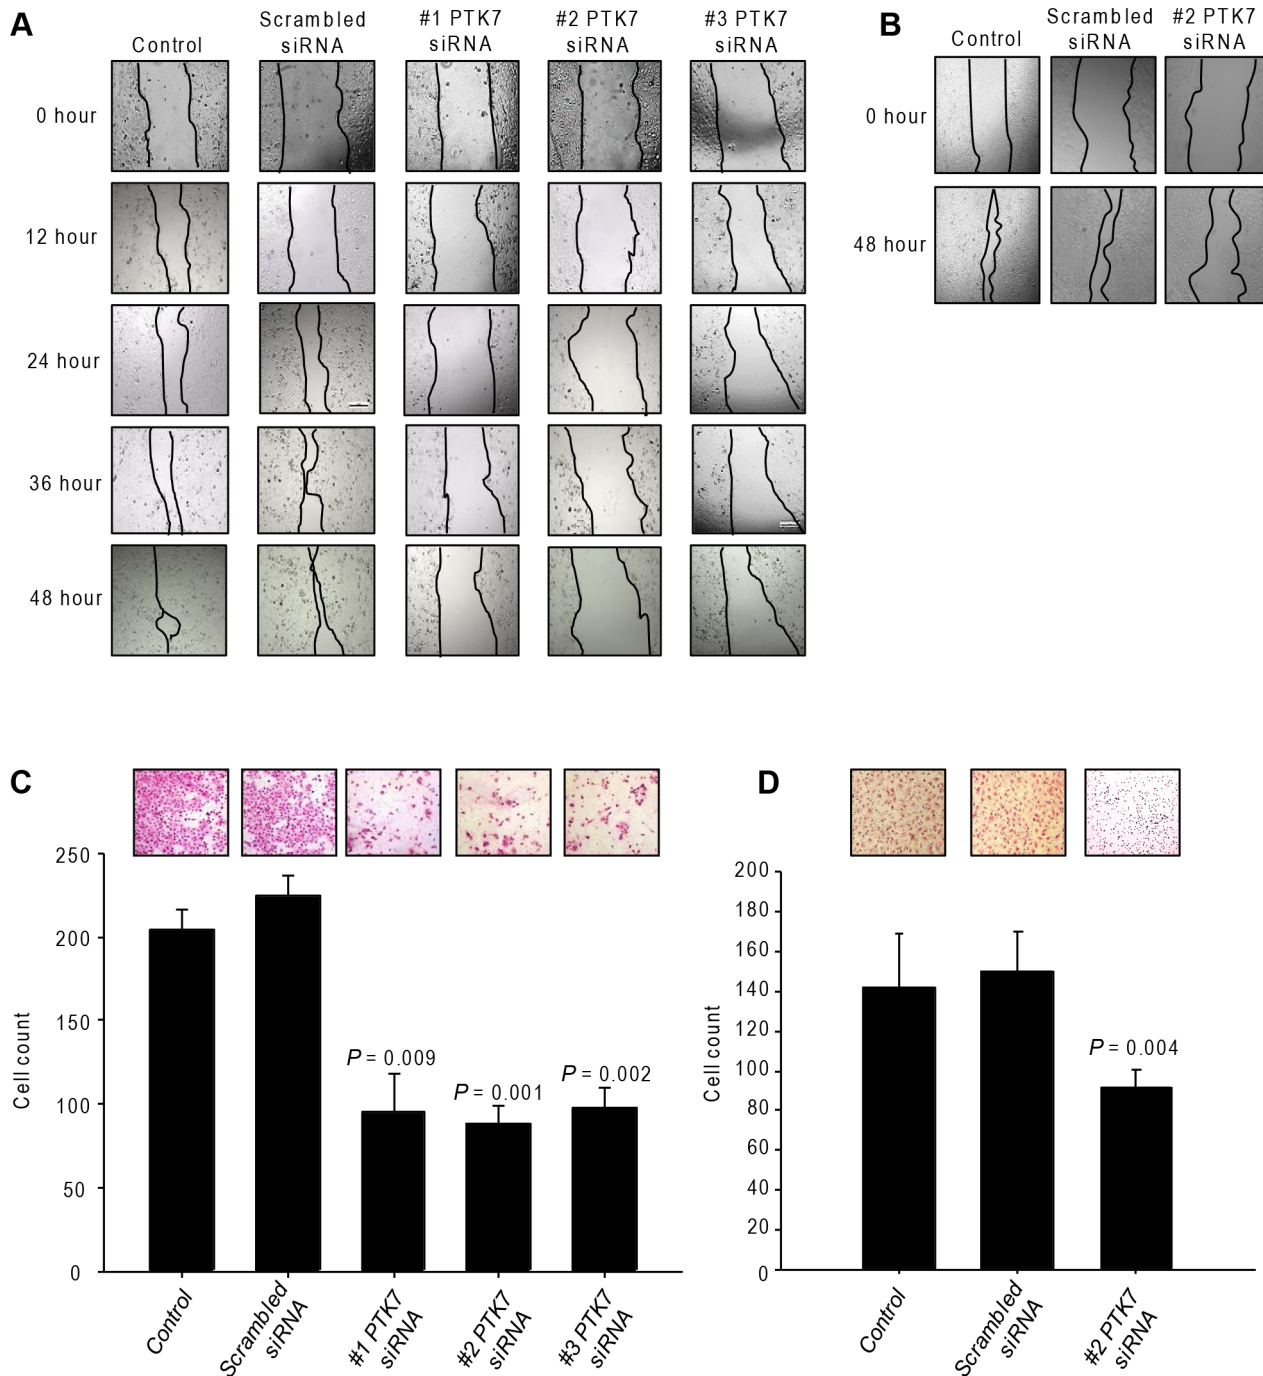 A
Control
Scrambled
siRNA
#1 PTK7
siRNA
#2 PTK7
siRNA
#3 PTK7
siRNA
0 hour
12 hour
24 hour
36 hour
48 hour
B
Control
Scrambled
siRNA
#2 PTK7
siRNA
0 hour
48 hour
C
250
200
150
100
50
0
Cell count
P = 0.009
P = 0.001
P = 0.002
Control
Scrambled
siRNA
#1 PTK7
siRNA
#2 PTK7
siRNA
#3 PTK7
siRNA
D
200
180
160
140
120
100
80
60
40
20
0
Cell count
P = 0.004
Control
Scrambled
siRNA
#2 PTK7
siRNA